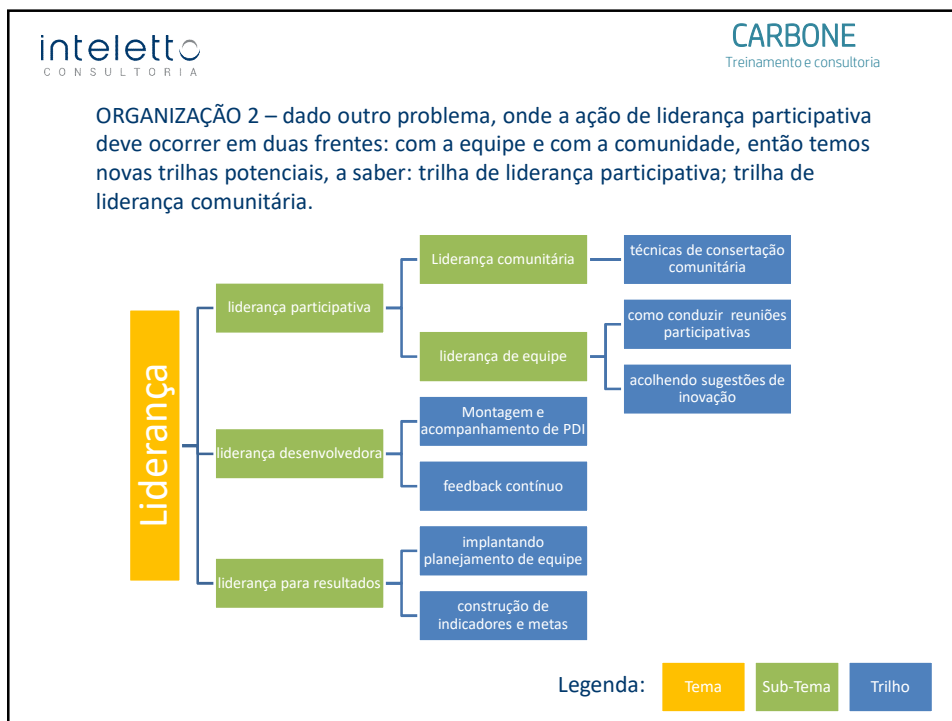 inteletto
CONSULTORIA
CARBONE
Treinamento e consultoria
ORGANIZAÇÃO 2 – dado outro problema, onde a ação de liderança participativa
deve ocorrer em duas frentes: com a equipe e com a comunidade, então temos
novas trilhas potenciais, a saber: trilha de liderança participativa; trilha de
liderança comunitária.
Liderança
liderança participativa
Liderança comunitária
técnicas de consertação
comunitária
liderança de equipe
como conduzir reuniões
participativas
acolhendo sugestões de
inovação
liderança desenvolvedora
Montagem e
acompanhamento de PDI
feedback contínuo
liderança para resultados
implantando
planejamento de equipe
construção de
indicadores e metas
Legenda:
Tema
Sub-Tema
Trilho